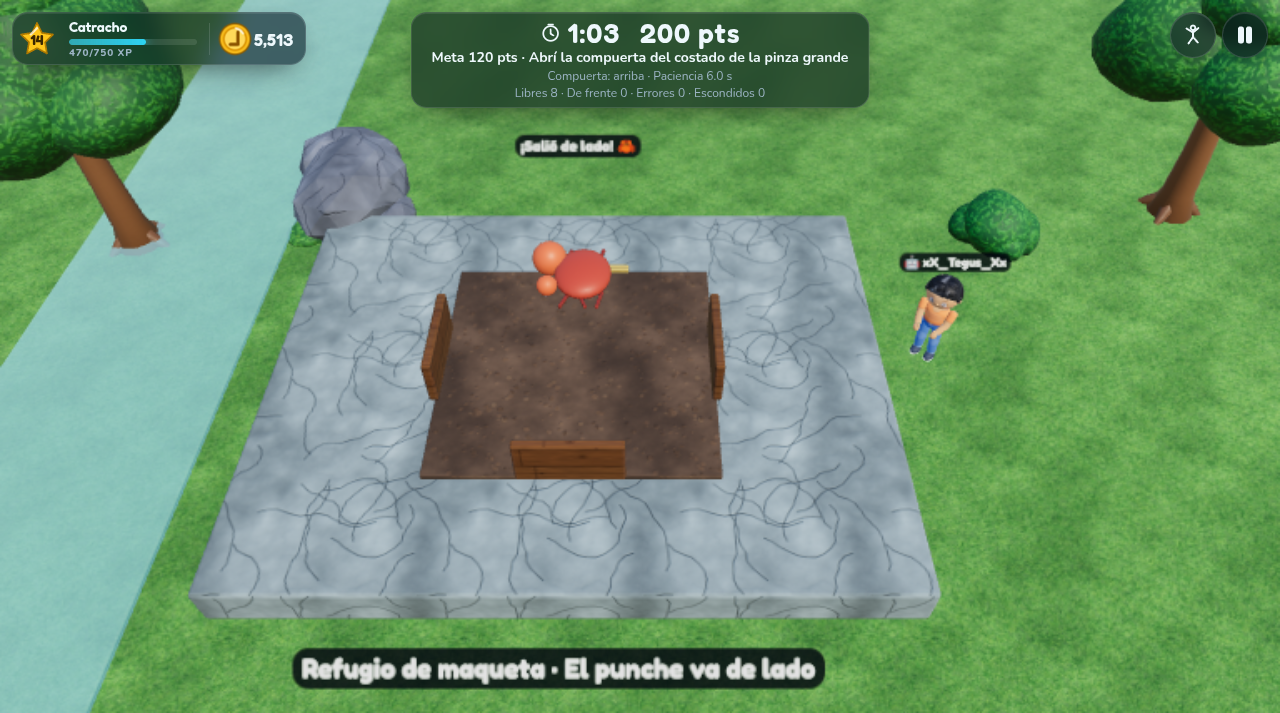 14
Catracho
470/750 XP
5,513
1:03 200 pts
Meta 120 pts · Abrí la compuerta del costado de la pinza grande
Compuerta: arriba · Paciencia 6.0 s
Libres 8 · De frente 0 · Errores 0 · Escondidos 0
¡Salió de lado! 🦀
🤖 xX_Tegus_Xx
Refugio de maqueta · El punche va de lado